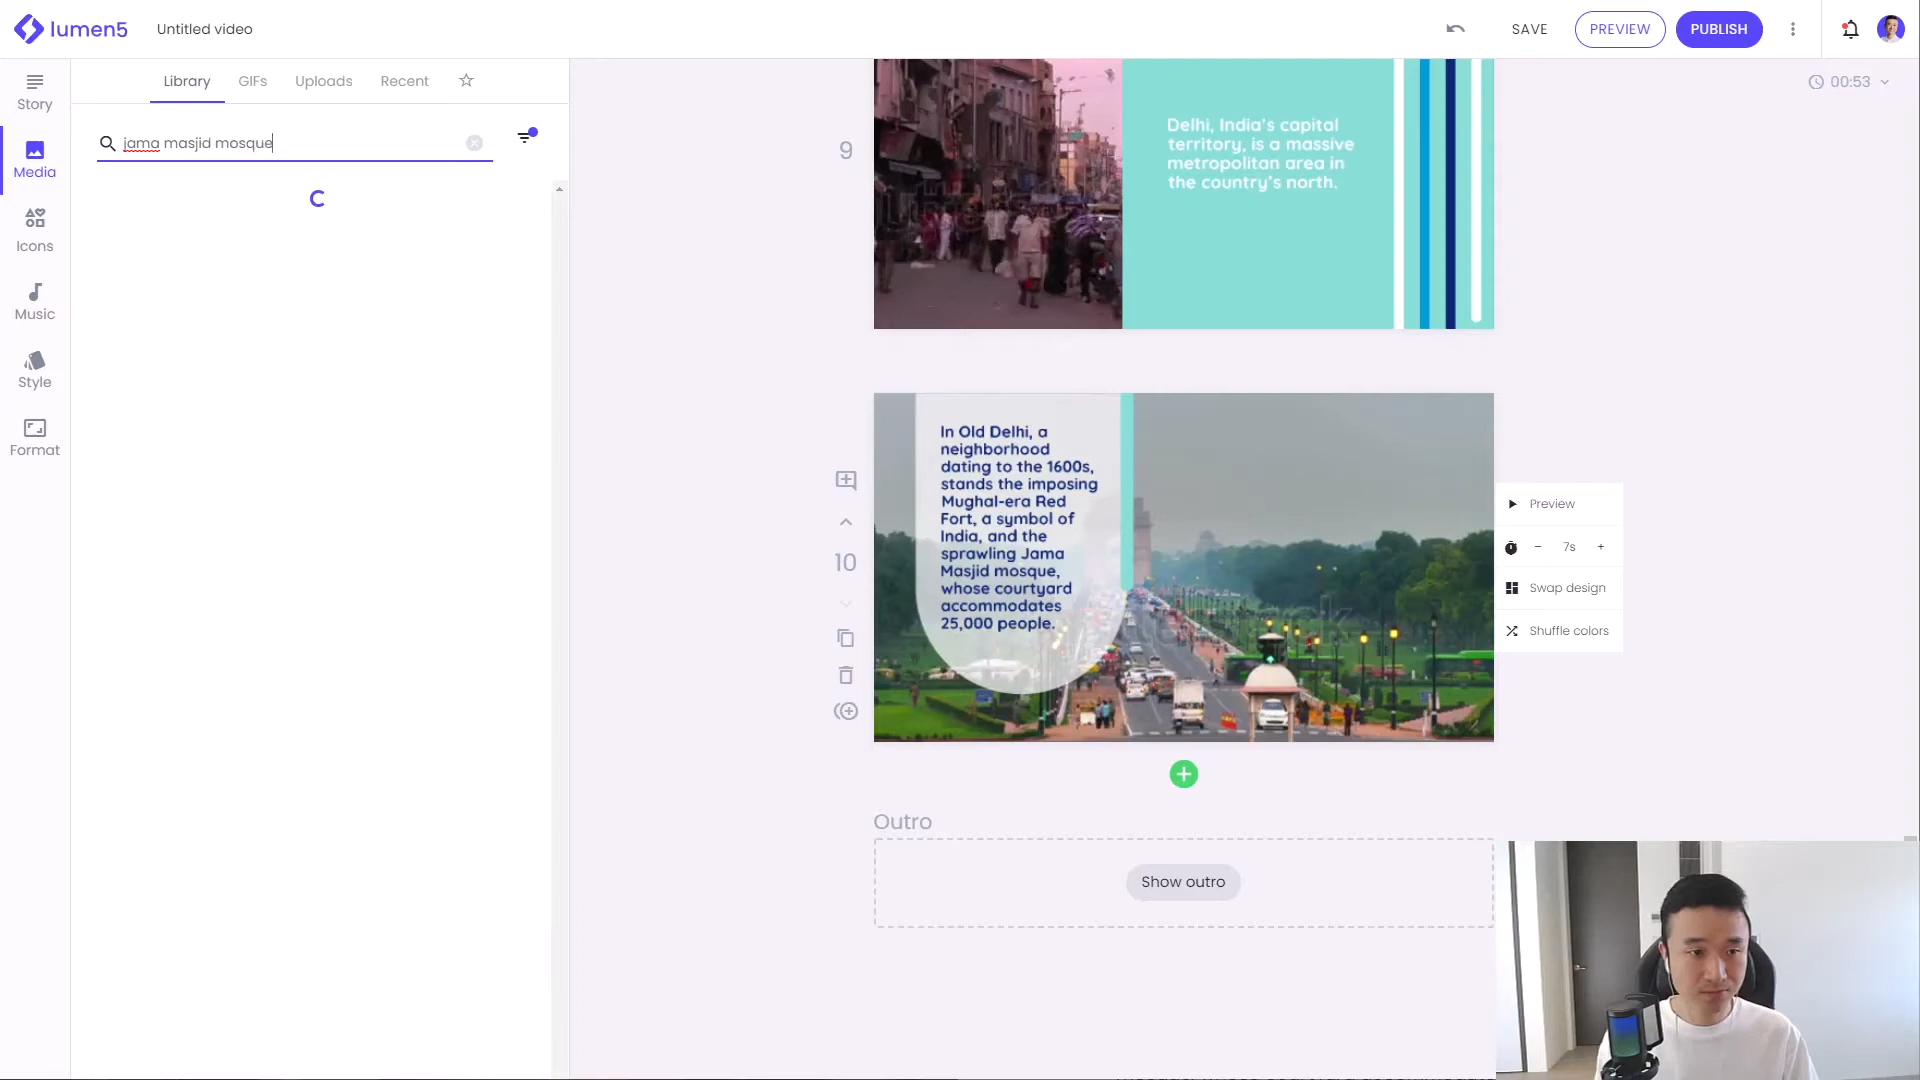 lumen5
Untitled video
SAVE
PREVIEW
PUBLISH
Story
Media
Icons
Music
Style
Format
Library
GIFs
Uploads
Recent
jama masjid mosque
00:53
9
Delhi, India's capital
territory, is a massive
metropolitan area in
the country's north.
10
In Old Delhi, a
neighborhood
dating to the 1600s,
stands the imposing
Mughal-era Red
Fort, a symbol of
India, and the
sprawling Jama
Masjid mosque,
whose courtyard
accommodates
25,000 people.
Preview
− 7s +
Swap design
Shuffle colors
Outro
Show outro